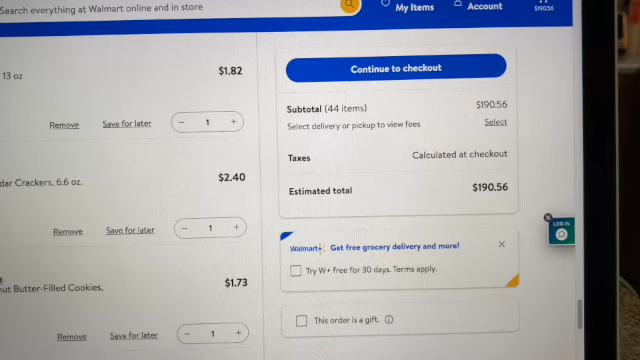 Search everything at Walmart online and in store
My Items
Account
$190.56
13 oz
$1.82
Remove
Save for later
− 1 +
dar Crackers, 6.6 oz.
$2.40
Remove
Save for later
− 1 +
ut Butter-Filled Cookies,
$1.73
Remove
Save for later
− 1 +
Continue to checkout
Subtotal (44 items)
$190.56
Select delivery or pickup to view fees
Select
Taxes
Calculated at checkout
Estimated total
$190.56
Walmart+ Get free grocery delivery and more!
Try W+ free for 30 days. Terms apply.
This order is a gift.
LOG IN